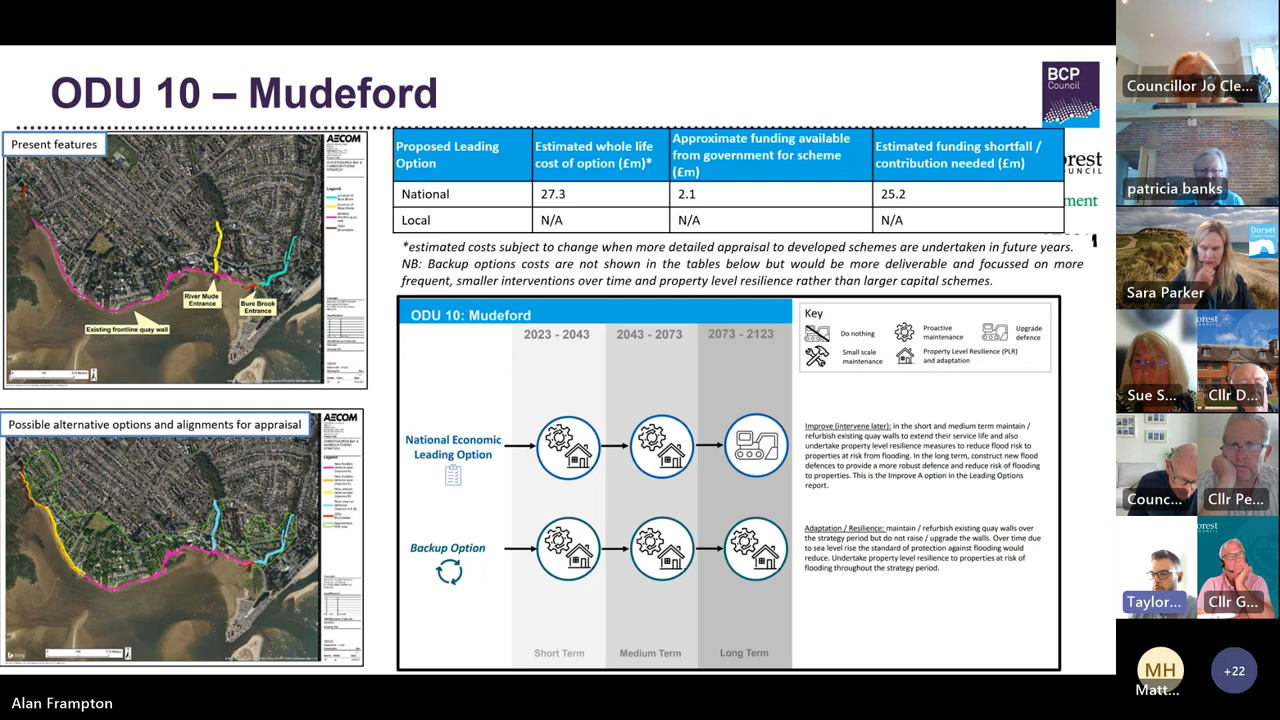 ODU 10 – Mudeford
BCP
Council
Present features
AECOM
Legend
River Mude
Entrance
Bure Brook
Entrance
Existing frontline quay wall
Proposed Leading
Option
Estimated whole life
cost of option (£m)*
Approximate funding available
from government for scheme
(£m)
Estimated funding shortfall /
contribution needed (£m)
National
27.3
2.1
25.2
Local
N/A
N/A
N/A
*estimated costs subject to change when more detailed appraisal to developed schemes are undertaken in future years.
NB: Backup options costs are not shown in the tables below but would be more deliverable and focussed on more
frequent, smaller interventions over time and property level resilience rather than larger capital schemes.
Possible alternative options and alignments for appraisal
AECOM
Legend
bing
ODU 10: Mudeford
2023 - 2043
2043 - 2073
2073 - 2123
Key
Do nothing
Proactive
maintenance
Upgrade
defence
Small scale
maintenance
Property Level Resilience (PLR)
and adaptation
National Economic
Leading Option
Improve (intervene later): in the short and medium term maintain /
refurbish existing quay walls to extend their service life and also
undertake property level resilience measures to reduce flood risk to
properties at risk from flooding. In the long term, construct new flood
defences to provide a more robust defence and reduce risk of flooding
to properties. This is the Improve A option in the Leading Options
report.
Backup Option
Adaptation / Resilience: maintain / refurbish existing quay walls over
the strategy period but do not raise / upgrade the walls. Over time due
to sea level rise the standard of protection against flooding would
reduce. Undertake property level resilience to properties at risk of
flooding throughout the strategy period.
Short Term
Medium Term
Long Term
Alan Frampton
Councillor Jo Cle...
patricia banks
Dorset
Sara Parker
Sue S...
Cllr D...
Counc...
Cllr Pe...
Taylor...
Cllr G...
MH
Matt...
+22